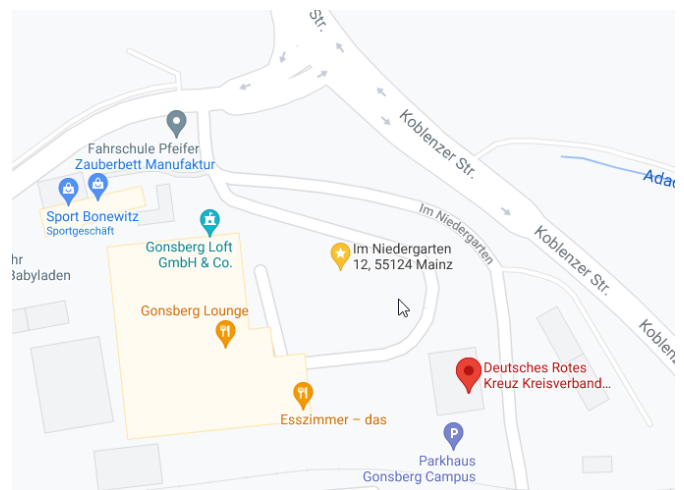 Str.
Koblenzer Str.
Fahrschule Pfeifer
Zauberbett Manufaktur
Sport Bonewitz
Sportgeschäft
Im Niedergarten
Gonsberg Loft
GmbH & Co.
Im Niedergarten
12, 55124 Mainz
Koblenzer Str.
Adac
hr
Babyladen
Gonsberg Lounge
Koblenz
Deutsches Rotes
Kreuz Kreisverband...
Esszimmer – das
P
Parkhaus
Gonsberg Campus